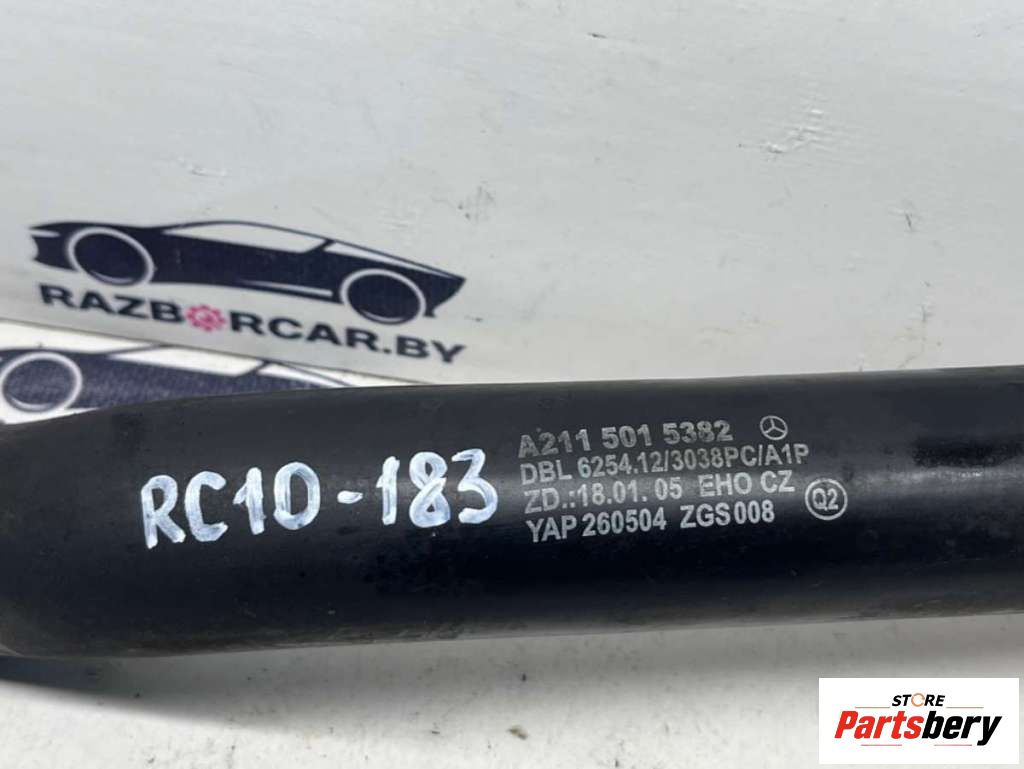 RAZBORCAR.BY
RC10-183
A211 501 5382
DBL 6254.12/3038PC/A1P
ZD.:18.01.05 EHO CZ
YAP 260504 ZGS008
Q2
STORE
Partsbery